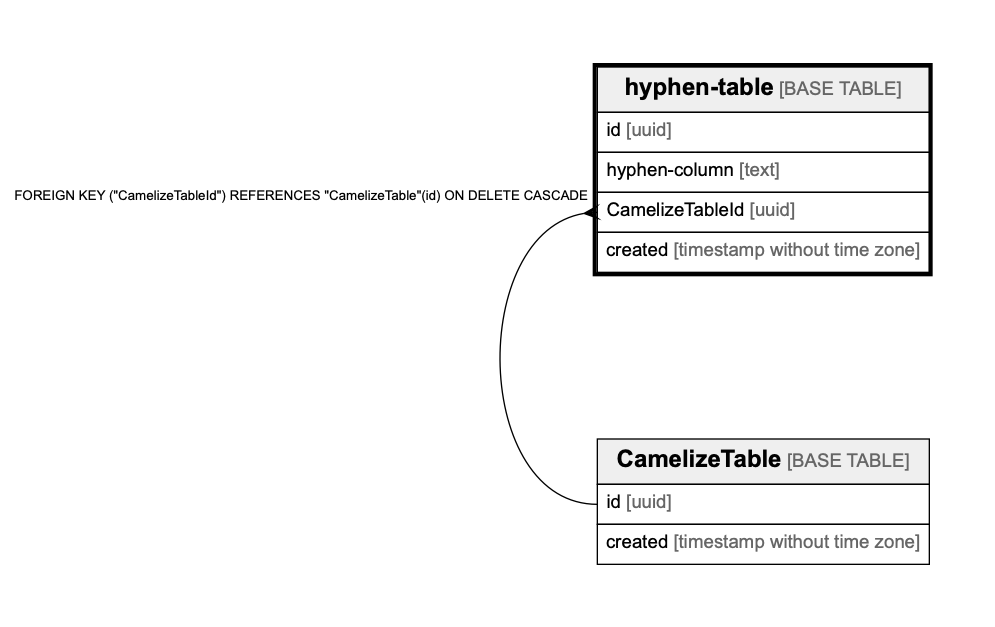 hyphen-table [BASE TABLE]
id [uuid]
hyphen-column [text]
FOREIGN KEY ("CamelizeTableId") REFERENCES "CamelizeTable"(id) ON DELETE CASCADE
CamelizeTableId [uuid]
created [timestamp without time zone]
CamelizeTable [BASE TABLE]
id [uuid]
created [timestamp without time zone]